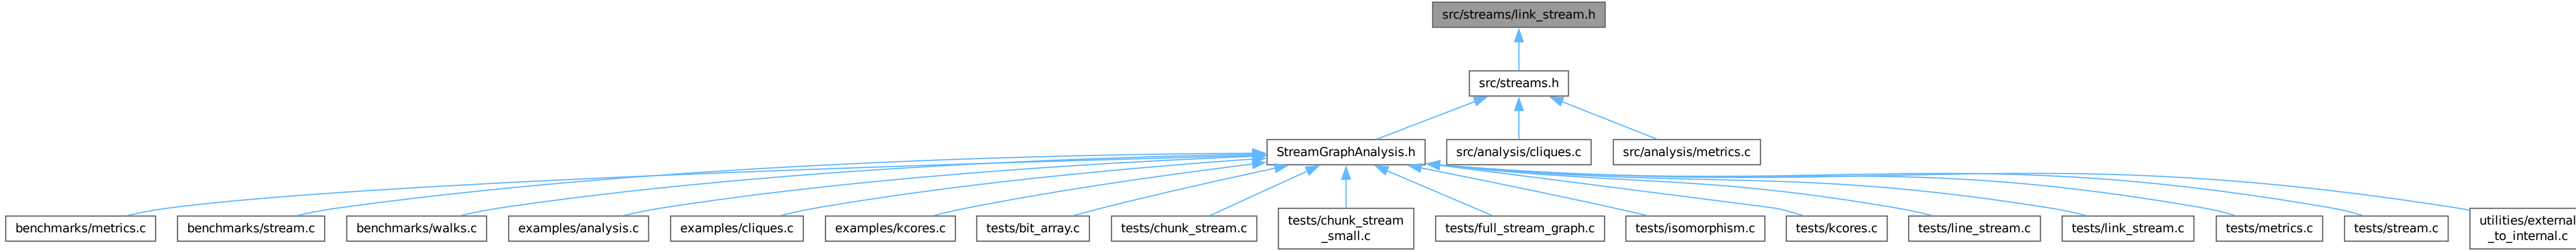 src/streams/link_stream.h
src/streams.h
StreamGraphAnalysis.h
src/analysis/cliques.c
src/analysis/metrics.c
benchmarks/metrics.c
benchmarks/stream.c
benchmarks/walks.c
examples/analysis.c
examples/cliques.c
examples/kcores.c
tests/bit_array.c
tests/chunk_stream.c
tests/chunk_stream
_small.c
tests/full_stream_graph.c
tests/isomorphism.c
tests/kcores.c
tests/line_stream.c
tests/link_stream.c
tests/metrics.c
tests/stream.c
utilities/external
_to_internal.c